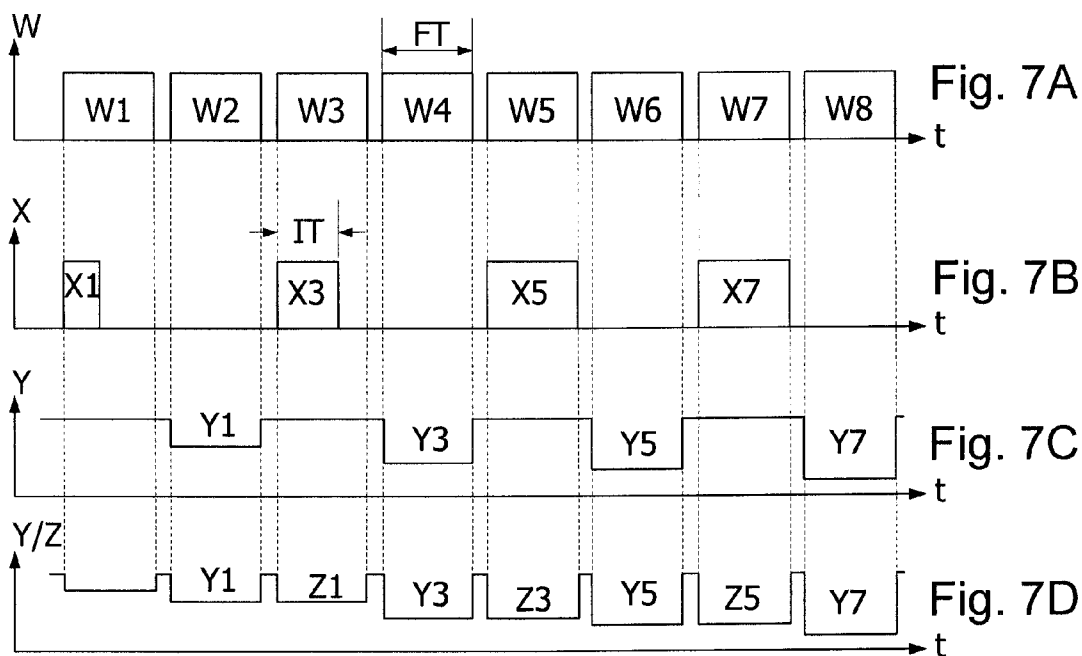 W
FT
W1 W2 W3 W4 W5 W6 W7 W8
t
Fig. 7A
X
IT
X1 X3 X5 X7
t
Fig. 7B
Y
Y1 Y3 Y5 Y7
t
Fig. 7C
Y/Z
Y1 Z1 Y3 Z3 Y5 Z5 Y7
t
Fig. 7D